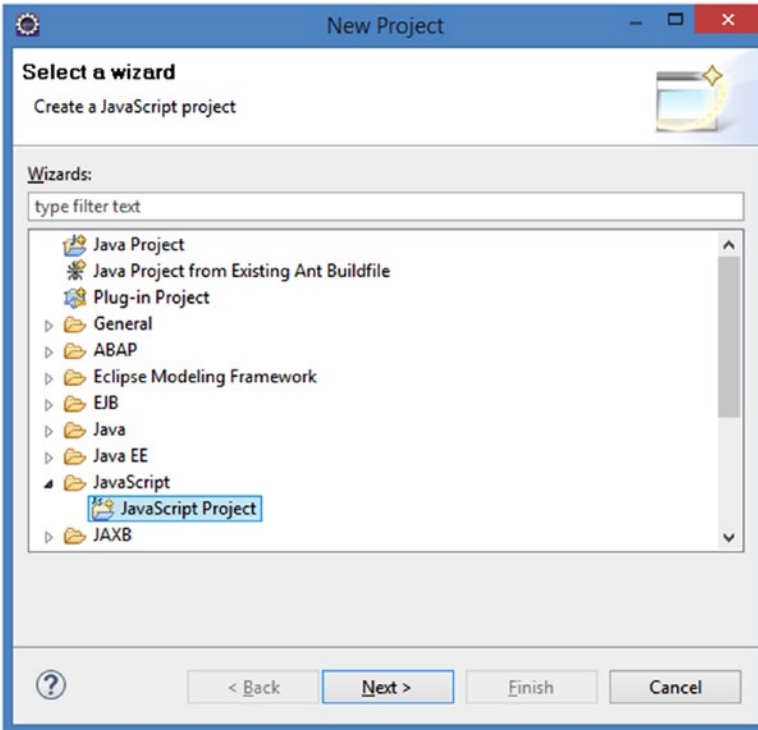 New Project
Select a wizard
Create a JavaScript project
Wizards:
type filter text
Java Project
Java Project from Existing Ant Buildfile
Plug-in Project
General
ABAP
Eclipse Modeling Framework
EJB
Java
Java EE
JavaScript
JavaScript Project
JAXB
? < Back Next > Finish Cancel